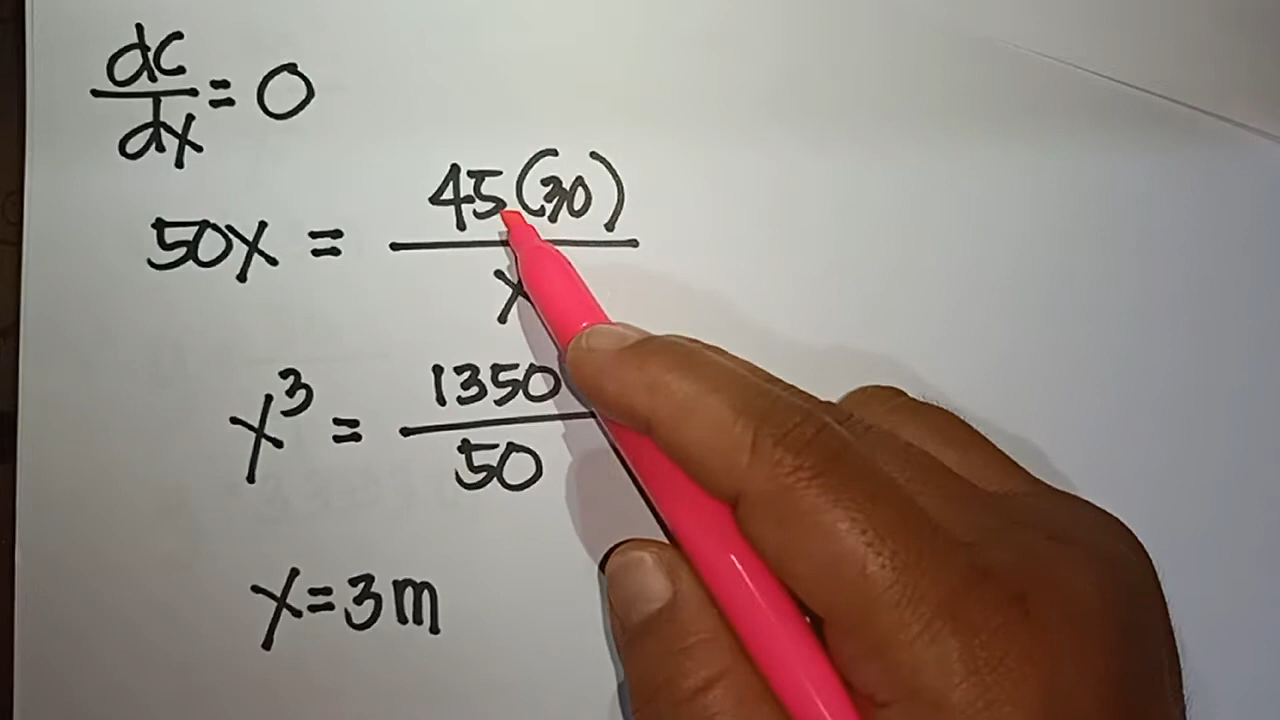 dc/dx = 0
50x = 45(30)/x
x³ = 1350/50
x = 3m